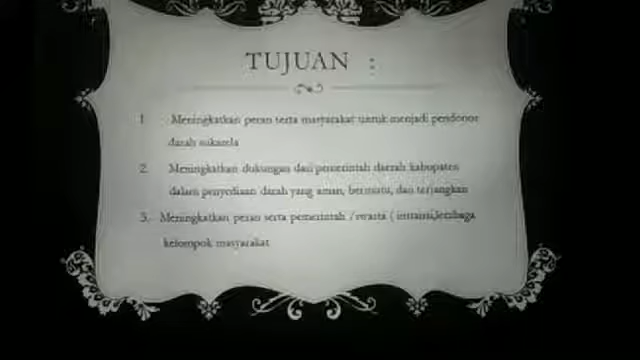 TUJUAN :
1 Meningkatkan peran serta masyarakat untuk menjadi pendonor
darah sukarela
2. Meningkatkan dukungan dari pemerintah daerah kabupaten
dalam penyediaan darah yang aman, bermutu, dan terjangkau
3. Meningkatkan peran serta pemerintah /swasta ( instansi,lembaga
kelompok masyarakat